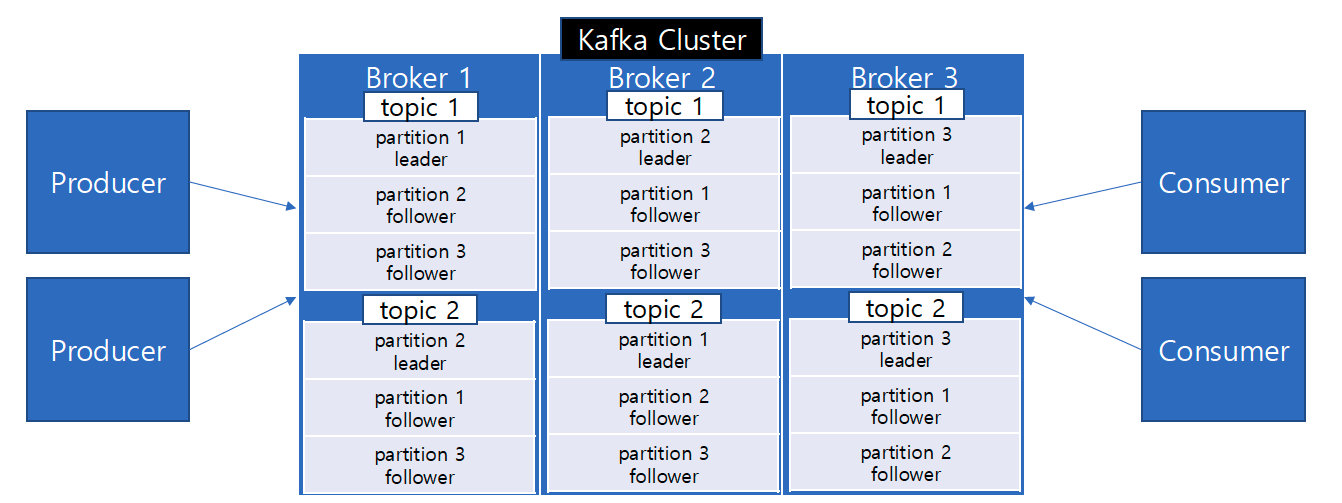 Kafka Cluster
Producer
Producer
Broker 1
topic 1
partition 1
leader
partition 2
follower
partition 3
follower
topic 2
partition 2
leader
partition 1
follower
partition 3
follower
Broker 2
topic 1
partition 2
leader
partition 1
follower
partition 3
follower
topic 2
partition 1
leader
partition 2
follower
partition 3
follower
Broker 3
topic 1
partition 3
leader
partition 1
follower
partition 2
follower
topic 2
partition 3
leader
partition 1
follower
partition 2
follower
Consumer
Consumer